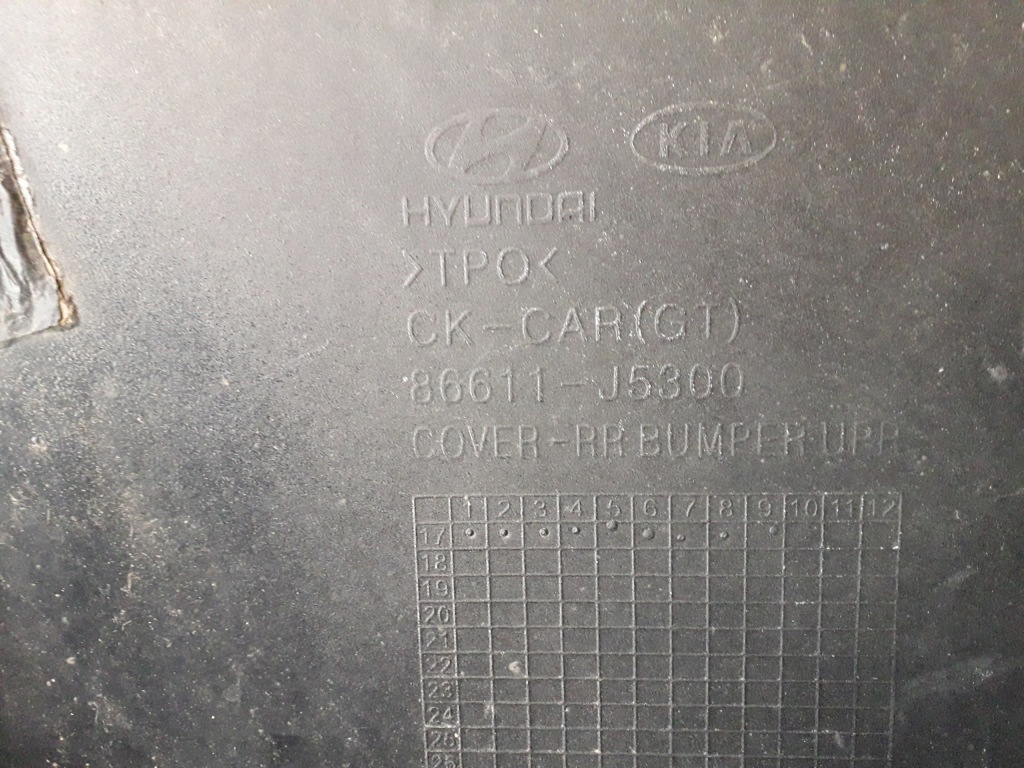 KIA
HYUNDAI
>TPO<
CK-CAR(GT)
86611-J5300
COVER-RR BUMPER UPR
1 2 3 4 5 6 7 8 9 10 11 12
17
18
19
20
21
22
23
24